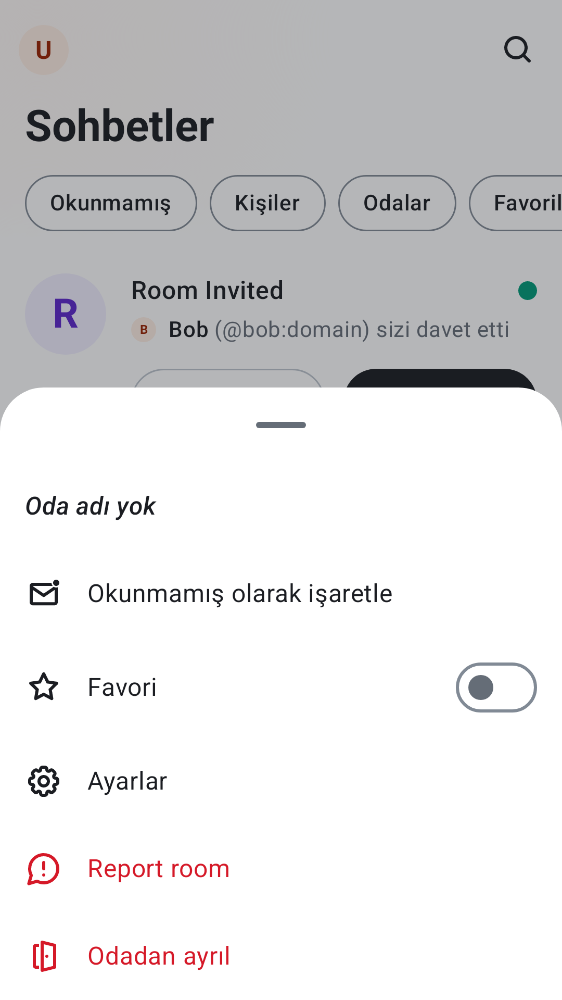 U
Sohbetler
Okunmamış Kişiler Odalar Favoril
R
Room Invited
B Bob (@bob:domain) sizi davet etti
Oda adı yok
Okunmamış olarak işaretle
Favori
Ayarlar
Report room
Odadan ayrıl